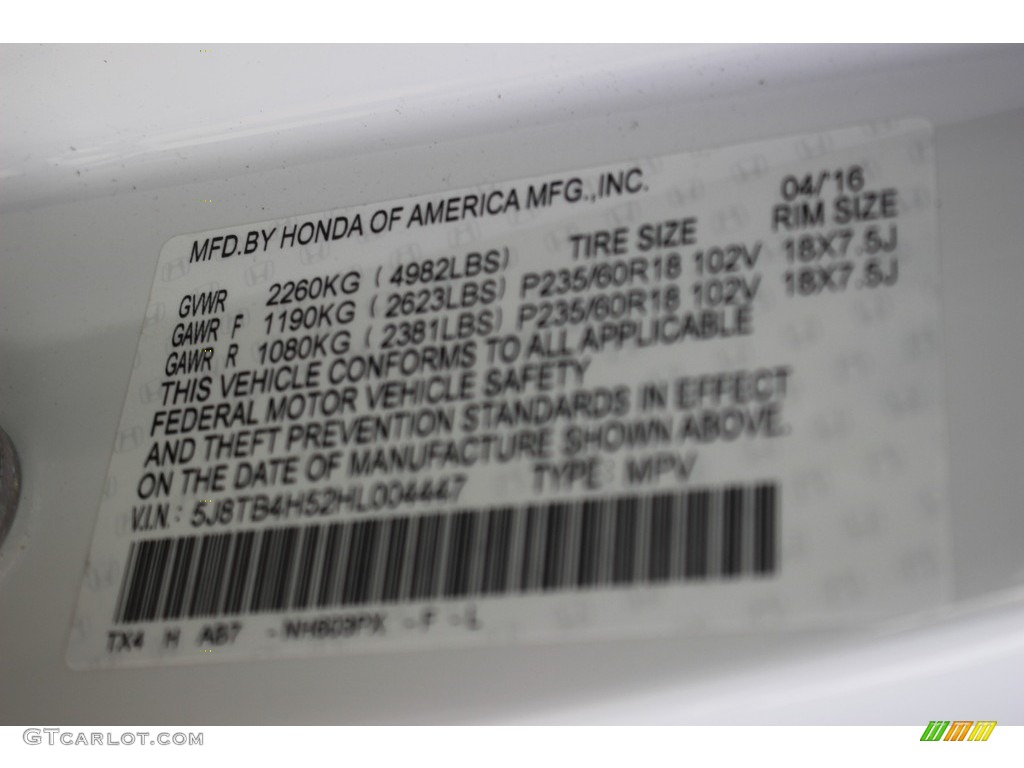 MFD.BY HONDA OF AMERICA MFG.,INC. 04/16
TIRE SIZE RIM SIZE
GVWR 2260KG ( 4982LBS)
GAWR F 1190KG ( 2623LBS) P235/60R18 102V 18X7.5J
GAWR R 1080KG ( 2381LBS) P235/60R18 102V 18X7.5J
THIS VEHICLE CONFORMS TO ALL APPLICABLE
FEDERAL MOTOR VEHICLE SAFETY
AND THEFT PREVENTION STANDARDS IN EFFECT
ON THE DATE OF MANUFACTURE SHOWN ABOVE.
V.I.N.: 5J8TB4H52HL004447 TYPE MPV
TX4 H AB7 - NH603PX - F - L
GTCARLOT.COM